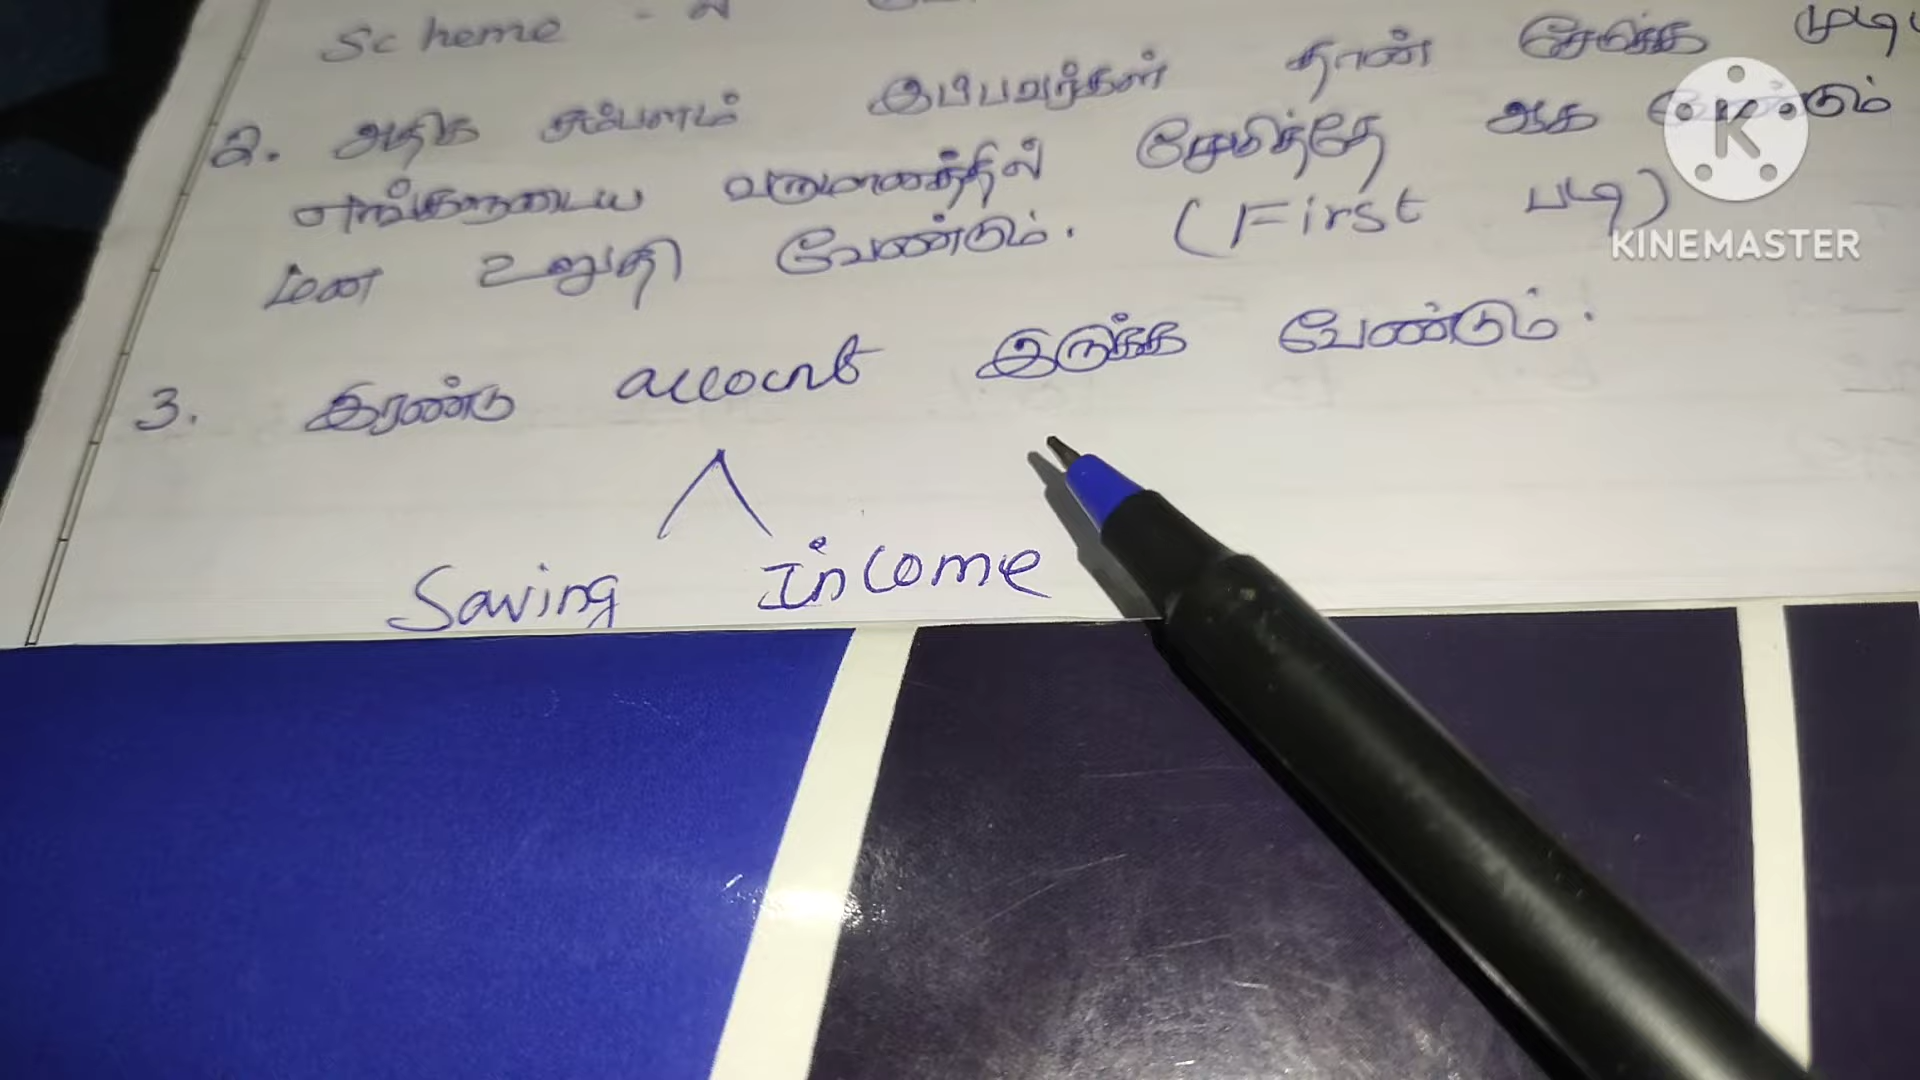 Scheme - ல்
2. அதிக சம்பளம் இருப்பவர்கள் தான் சேமிக்க
எங்களுடைய வருமானத்தில் சேமித்தே ஆக வேண்டும்
மன உறுதி வேண்டும். (First படி)
3. இரண்டு account இருக்க வேண்டும்.
Saving Income
KINEMASTER